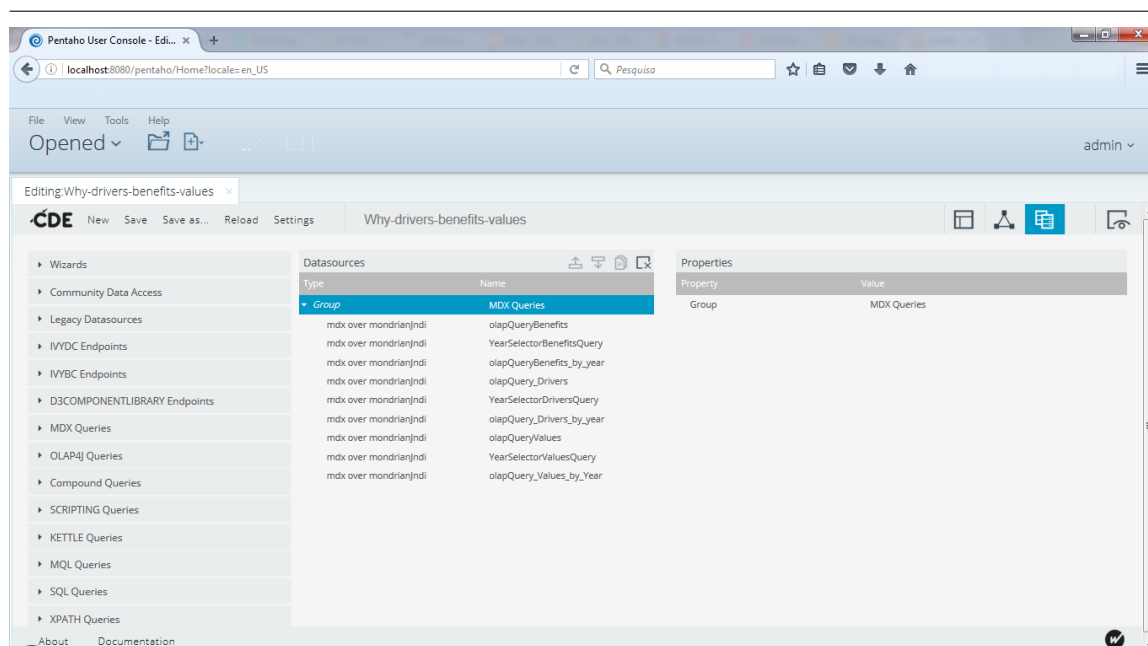 Pentaho User Console - Edi...
localhost:8080/pentaho/Home?locale=en_US
Pesquisa
File View Tools Help
Opened
admin
Editing:Why-drivers-benefits-values
CDE New Save Save as... Reload Settings Why-drivers-benefits-values
Wizards
Community Data Access
Legacy Datasources
IVYDC Endpoints
IVYBC Endpoints
D3COMPONENTLIBRARY Endpoints
MDX Queries
OLAP4J Queries
Compound Queries
SCRIPTING Queries
KETTLE Queries
MQL Queries
SQL Queries
XPATH Queries
Datasources
Type Name
Group MDX Queries
mdx over mondrianJndi olapQueryBenefits
mdx over mondrianJndi YearSelectorBenefitsQuery
mdx over mondrianJndi olapQueryBenefits_by_year
mdx over mondrianJndi olapQuery_Drivers
mdx over mondrianJndi YearSelectorDriversQuery
mdx over mondrianJndi olapQuery_Drivers_by_year
mdx over mondrianJndi olapQueryValues
mdx over mondrianJndi YearSelectorValuesQuery
mdx over mondrianJndi olapQuery_Values_by_Year
Properties
Property Value
Group MDX Queries
About Documentation